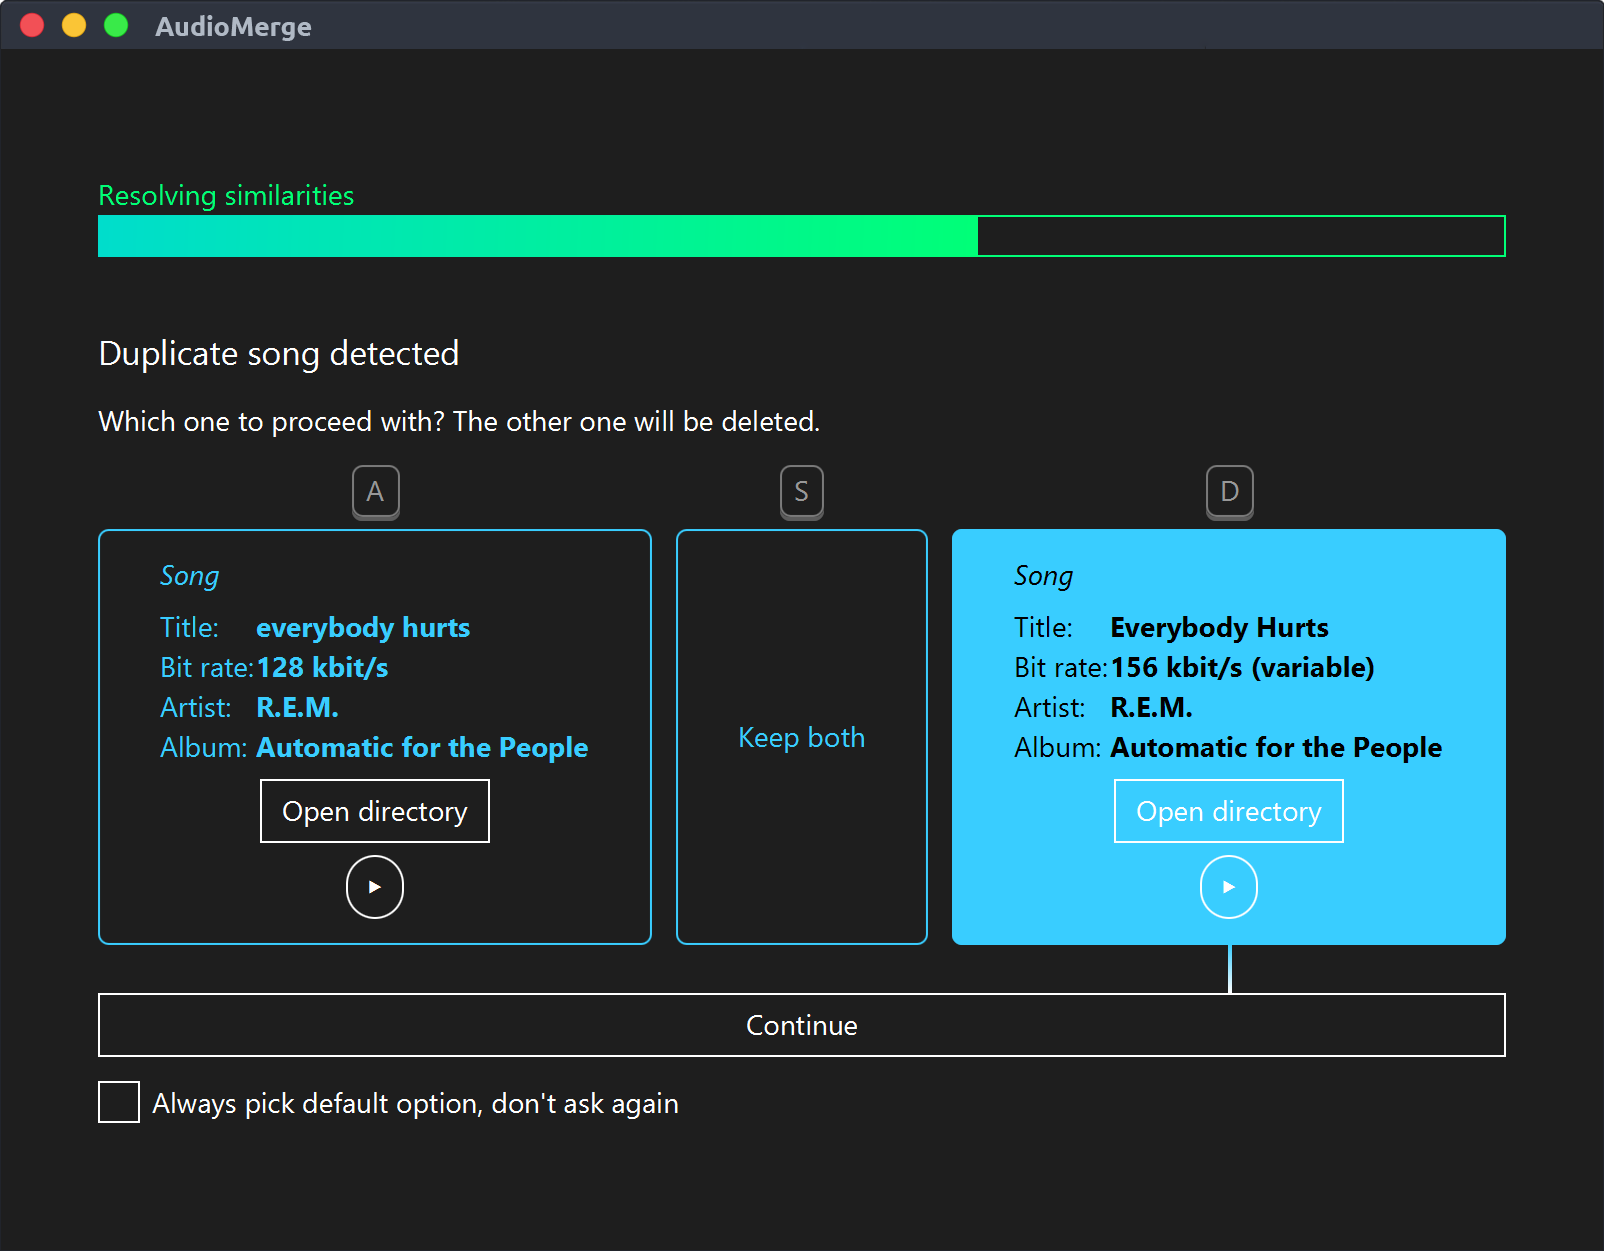 AudioMerge
Resolving similarities
Duplicate song detected
Which one to proceed with? The other one will be deleted.
A
S
D
Song
Title: everybody hurts
Bit rate: 128 kbit/s
Artist: R.E.M.
Album: Automatic for the People
Open directory
Keep both
Song
Title: Everybody Hurts
Bit rate: 156 kbit/s (variable)
Artist: R.E.M.
Album: Automatic for the People
Open directory
Continue
Always pick default option, don't ask again